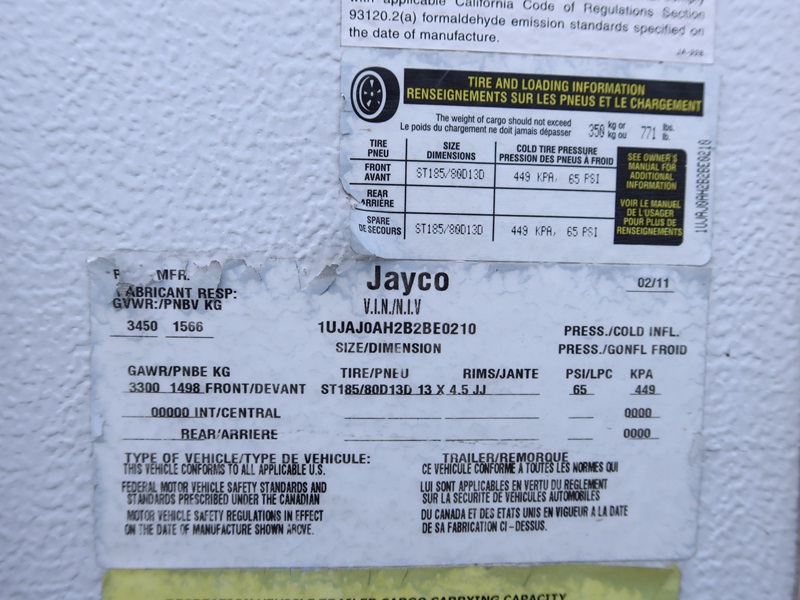 with applicable California Code of Regulations Section
93120.2(a) formaldehyde emission standards specified on
the date of manufacture.
TIRE AND LOADING INFORMATION
RENSEIGNEMENTS SUR LES PNEUS ET LE CHARGEMENT
The weight of cargo should not exceed
Le poids du chargement ne doit jamais dépasser
350 kg or kg ou 771 lbs. lb.
TIRE PNEU SIZE DIMENSIONS COLD TIRE PRESSURE PRESSION DES PNEUS À FROID
FRONT AVANT ST185/80D13D 449 KPA, 65 PSI
REAR ARRIÈRE
SPARE DE SECOURS ST185/80D13D 449 KPA, 65 PSI
SEE OWNER'S
MANUAL FOR
ADDITIONAL
INFORMATION
VOIR LE MANUEL
DE L'USAGER
POUR PLUS DE
RENSEIGNEMENTS
1UJAJ0AH2B2BE0210
MFR. Jayco 02/11
FABRICANT RESP:
GVWR:/PNBV KG V.I.N./N.I.V
3450 1566 1UJAJ0AH2B2BE0210 PRESS./COLD INFL.
SIZE/DIMENSION PRESS./GONFL FROID
GAWR/PNBE KG TIRE/PNEU RIMS/JANTE PSI/LPC KPA
3300 1498 FRONT/DEVANT ST185/80D13D 13 X 4.5 JJ 65 449
00000 INT/CENTRAL 0000
REAR/ARRIERE 0000
TYPE OF VEHICLE/TYPE DE VEHICULE: TRAILER/REMORQUE
THIS VEHICLE CONFORMS TO ALL APPLICABLE U.S.
FEDERAL MOTOR VEHICLE SAFETY STANDARDS AND
STANDARDS PRESCRIBED UNDER THE CANADIAN
MOTOR VEHICLE SAFETY REGULATIONS IN EFFECT
ON THE DATE OF MANUFACTURE SHOWN ABOVE.
CE VEHICULE CONFORME A TOUTES LES NORMES QUI
LUI SONT APPLICABLES EN VERTU DU REGLEMENT
SUR LA SECURITE DE VEHICULES AUTOMOBILES
DU CANADA ET DES ETATS UNIS EN VIGUEUR A LA DATE
DE SA FABRICATION CI-DESSUS.
TRAILER CARGO CARRYING CAPACITY